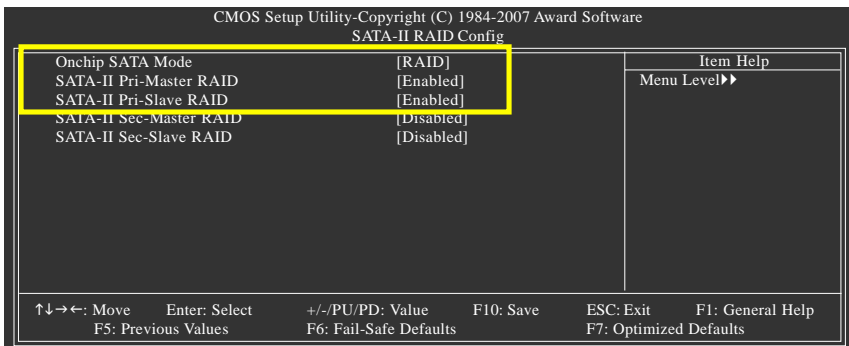 CMOS Setup Utility-Copyright (C) 1984-2007 Award Software
SATA-II RAID Config
Onchip SATA Mode [RAID]
SATA-II Pri-Master RAID [Enabled]
SATA-II Pri-Slave RAID [Enabled]
SATA-II Sec-Master RAID [Disabled]
SATA-II Sec-Slave RAID [Disabled]
Item Help
Menu Level▸▸
↑↓→←: Move Enter: Select +/-/PU/PD: Value F10: Save ESC: Exit F1: General Help
F5: Previous Values F6: Fail-Safe Defaults F7: Optimized Defaults